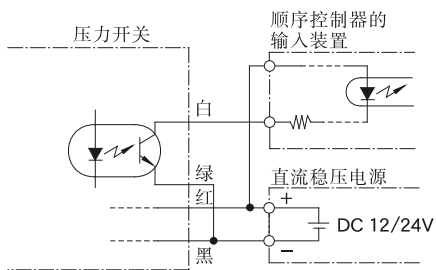 顺序控制器的
输入装置
压力开关
白
绿
红
直流稳压电源
+
DC 12/24V
−
黑